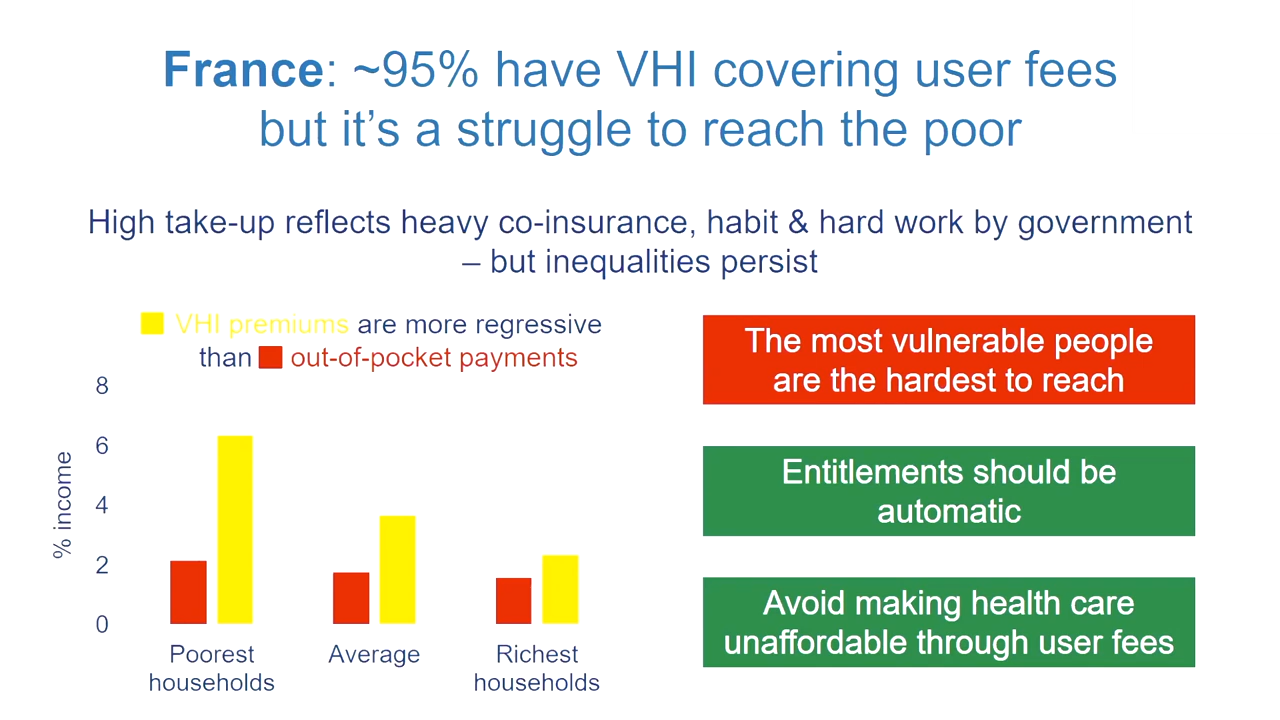 France: ~95% have VHI covering user fees
but it’s a struggle to reach the poor
High take-up reflects heavy co-insurance, habit & hard work by government
– but inequalities persist
VHI premiums are more regressive
than out-of-pocket payments
8
6
4
2
0
% income
Poorest
households
Average
Richest
households
The most vulnerable people
are the hardest to reach
Entitlements should be
automatic
Avoid making health care
unaffordable through user fees